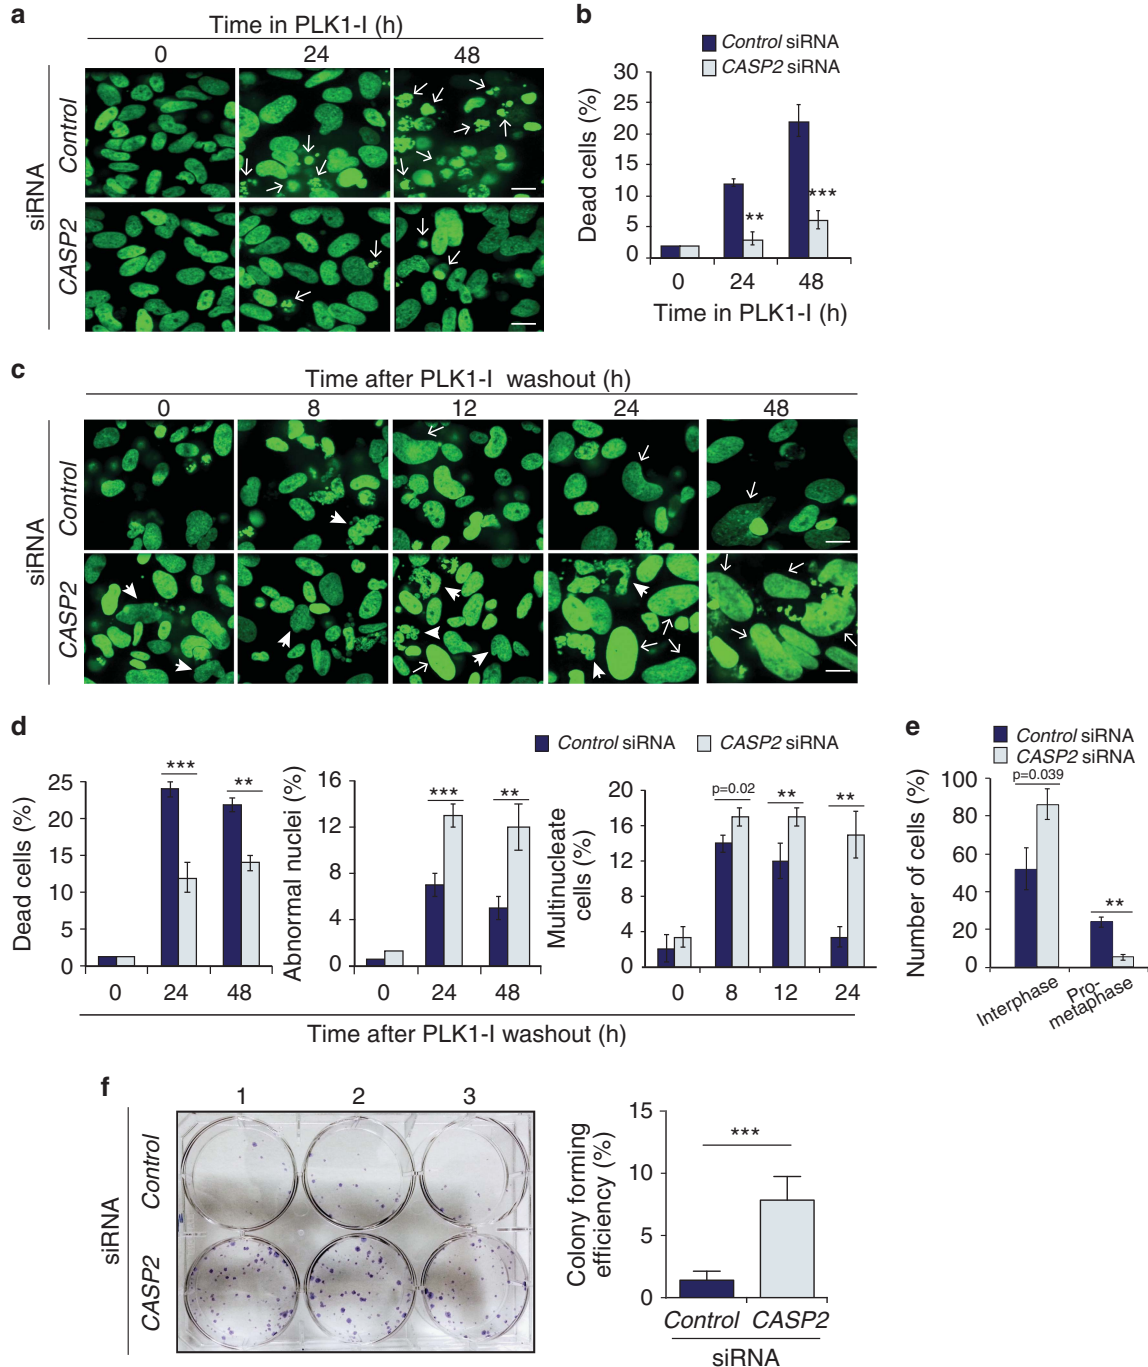 a
Time in PLK1-I (h)
0 24 48
siRNA
Control
CASP2
b
Control siRNA
CASP2 siRNA
Dead cells (%)
30
25
20
15
10
5
0
**
***
0 24 48
Time in PLK1-I (h)
c
Time after PLK1-I washout (h)
0 8 12 24 48
siRNA
Control
CASP2
d
Control siRNA CASP2 siRNA
Dead cells (%)
25
20
15
10
5
0
*** **
0 24 48
Abnormal nuclei (%)
16
12
8
4
0
*** **
0 24 48
Multinucleate
cells (%)
20
16
12
8
4
0
p=0.02 ** **
0 8 12 24
Time after PLK1-I washout (h)
e
Control siRNA
CASP2 siRNA
Number of cells (%)
100
80
60
40
20
0
p=0.039
**
Interphase
Pro-
metaphase
f
1 2 3
siRNA
Control
CASP2
Colony forming
efficiency (%)
15
10
5
0
***
Control CASP2
siRNA